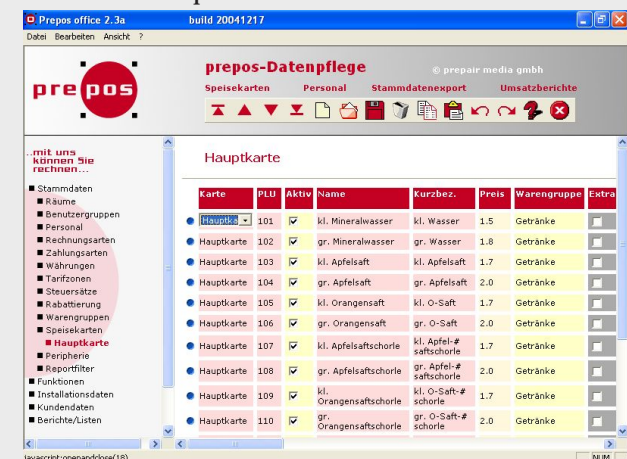 Prepos office 2.3a build 20041217
Datei Bearbeiten Ansicht ?
prepos
prepos-Datenpflege © prepair media gmbh
Speisekarten Personal Stammdatenexport Umsatzberichte
..mit uns
können Sie
rechnen...
Stammdaten
Räume
Benutzergruppen
Personal
Rechnungsarten
Zahlungsarten
Währungen
Tarifzonen
Steuersätze
Rabattierung
Warengruppen
Speisekarten
Hauptkarte
Peripherie
Reportfilter
Funktionen
Installationsdaten
Kundendaten
Berichte/Listen
Hauptkarte
Karte PLU Aktiv Name Kurzbez. Preis Warengruppe Extra
Hauptka 101 kl. Mineralwasser kl. Wasser 1.5 Getränke
Hauptkarte 102 gr. Mineralwasser gr. Wasser 1.8 Getränke
Hauptkarte 103 kl. Apfelsaft kl. Apfelsaft 1.7 Getränke
Hauptkarte 104 gr. Apfelsaft gr. Apfelsaft 2.0 Getränke
Hauptkarte 105 kl. Orangensaft kl. O-Saft 1.7 Getränke
Hauptkarte 106 gr. Orangensaft gr. O-Saft 2.0 Getränke
Hauptkarte 107 kl. Apfelsaftschorle kl. Apfel-# saftschorle 1.7 Getränke
Hauptkarte 108 gr. Apfelsaftschorle gr. Apfel-# saftschorle 2.0 Getränke
Hauptkarte 109 kl. Orangensaftschorle kl. O-Saft-# schorle 1.7 Getränke
Hauptkarte 110 gr. Orangensaftschorle gr. O-Saft-# schorle 2.0 Getränke
javascript:openandclose(18) NUM